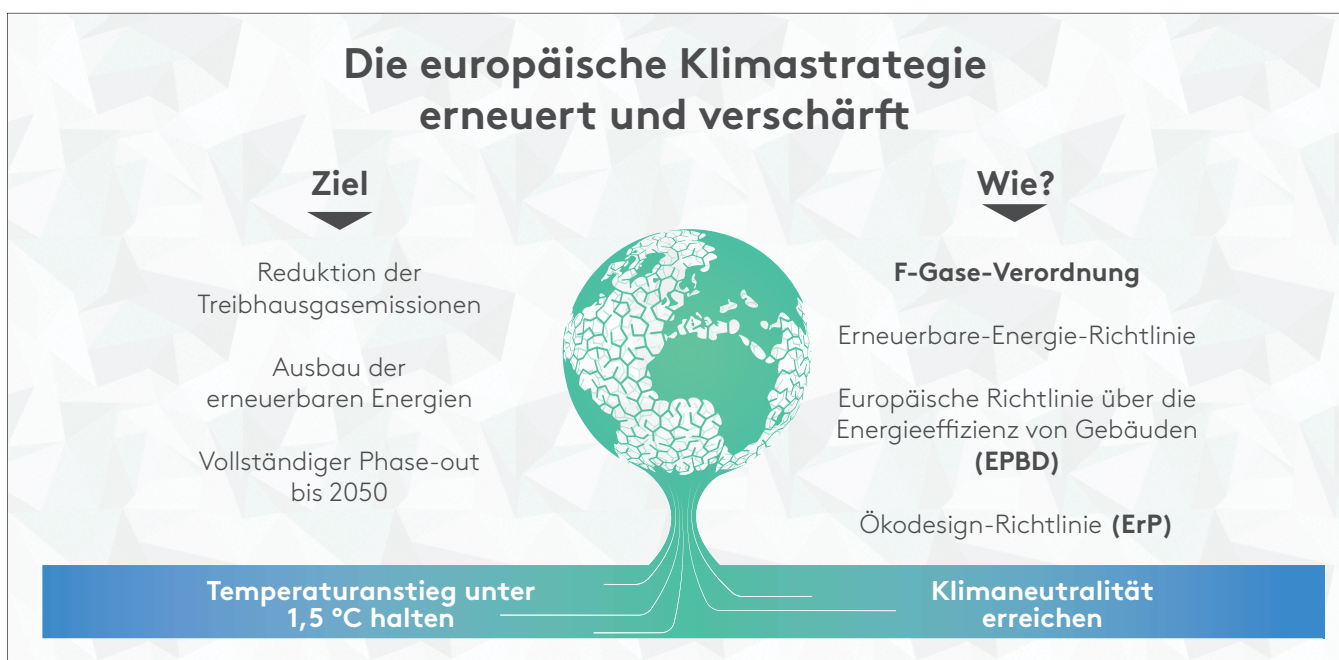 Die europäische Klimastrategie
erneuert und verschärft
Ziel
Reduktion der
Treibhausgasemissionen
Ausbau der
erneuerbaren Energien
Vollständiger Phase-out
bis 2050
Wie?
F-Gase-Verordnung
Erneuerbare-Energie-Richtlinie
Europäische Richtlinie über die
Energieeffizienz von Gebäuden
(EPBD)
Ökodesign-Richtlinie (ErP)
Temperaturanstieg unter
1,5 °C halten
Klimaneutralität
erreichen